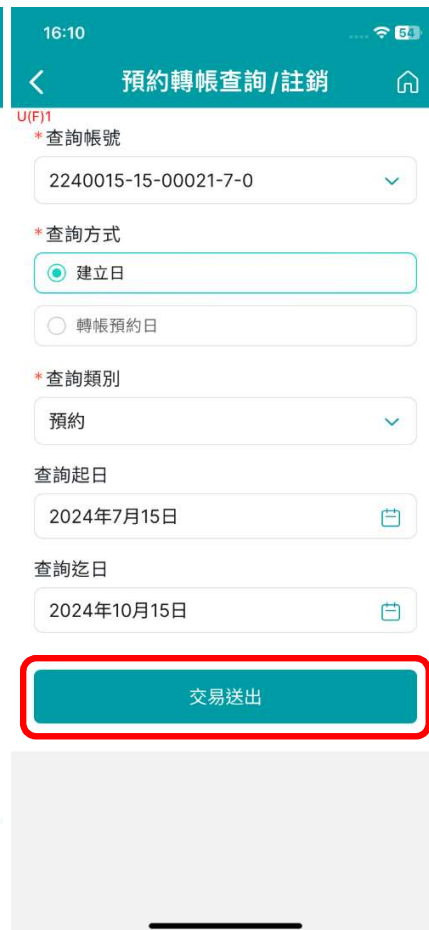 16:10
54
預約轉帳查詢/註銷
U(F)1
*查詢帳號
2240015-15-00021-7-0
*查詢方式
建立日
轉帳預約日
*查詢類別
預約
查詢起日
2024年7月15日
查詢迄日
2024年10月15日
交易送出